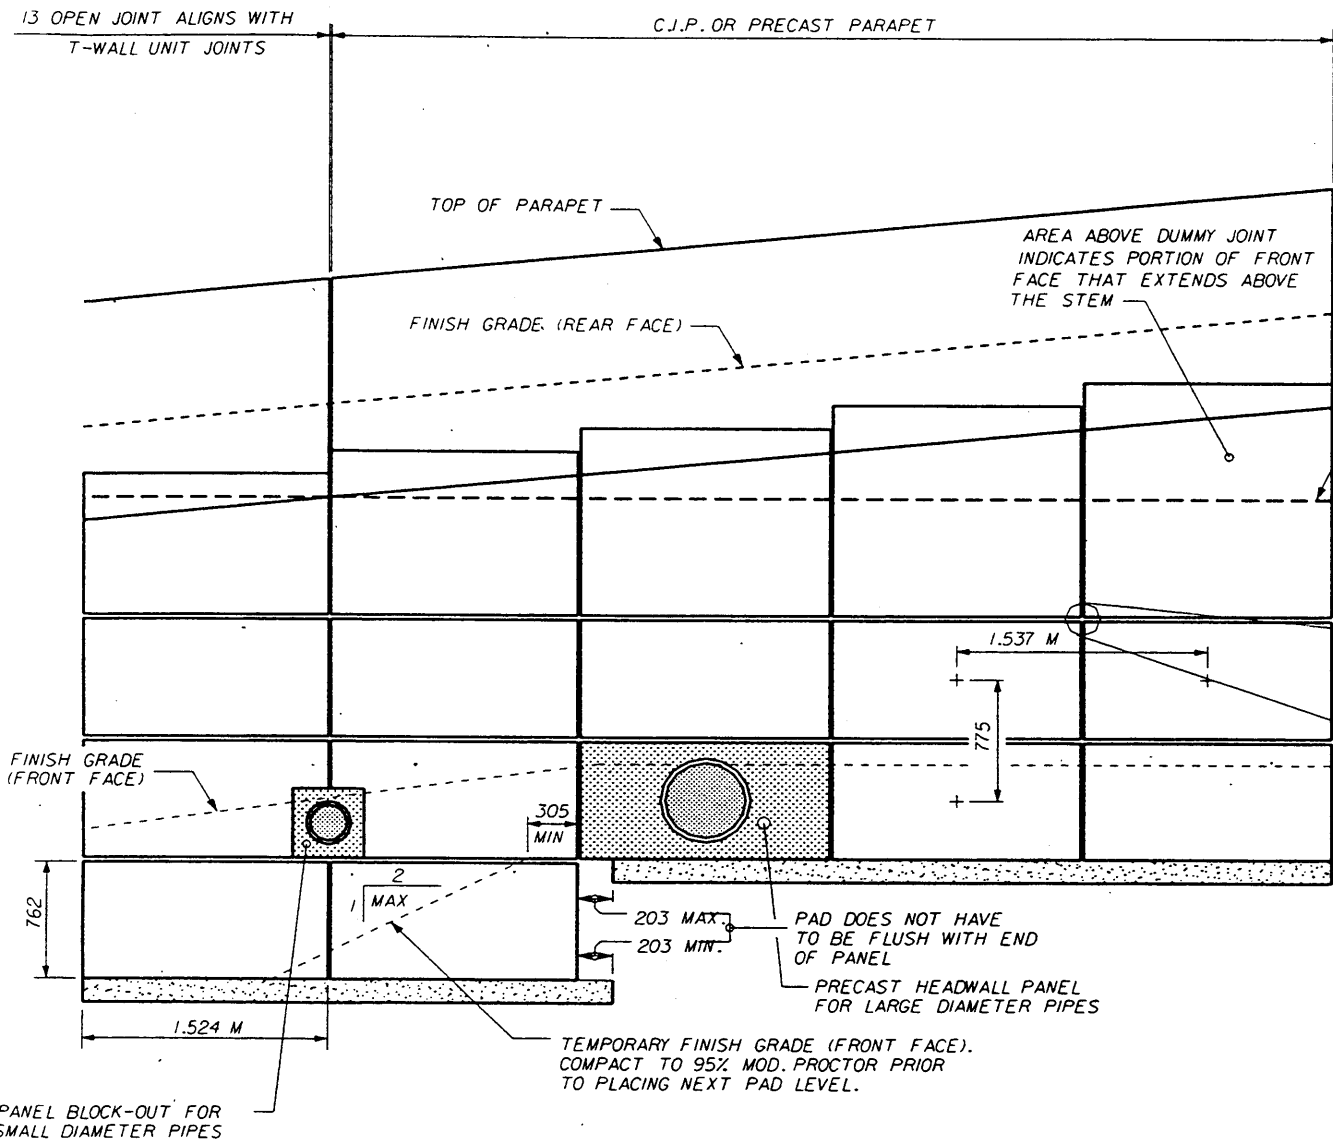 13 OPEN JOINT ALIGNS WITH
T-WALL UNIT JOINTS
C.I.P. OR PRECAST PARAPET
TOP OF PARAPET
AREA ABOVE DUMMY JOINT
INDICATES PORTION OF FRONT
FACE THAT EXTENDS ABOVE
THE STEM
FINISH GRADE (REAR FACE)
1.537 M
775
FINISH GRADE
(FRONT FACE)
305
MIN
762
2
1
MAX
203 MAX.
203 MIN.
PAD DOES NOT HAVE
TO BE FLUSH WITH END
OF PANEL
PRECAST HEADWALL PANEL
FOR LARGE DIAMETER PIPES
1.524 M
TEMPORARY FINISH GRADE (FRONT FACE).
COMPACT TO 95% MOD. PROCTOR PRIOR
TO PLACING NEXT PAD LEVEL.
PANEL BLOCK-OUT FOR
SMALL DIAMETER PIPES